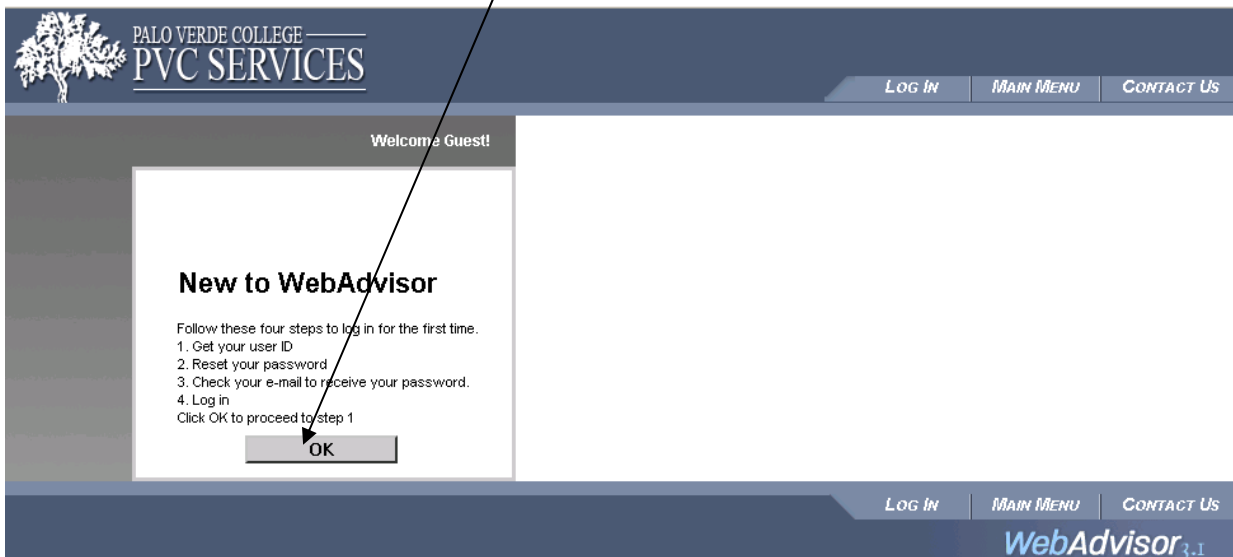 PALO VERDE COLLEGE
PVC SERVICES
LOG IN MAIN MENU CONTACT US
Welcome Guest!
New to WebAdvisor
Follow these four steps to log in for the first time.
1. Get your user ID
2. Reset your password
3. Check your e-mail to receive your password.
4. Log in
Click OK to proceed to step 1
OK
LOG IN MAIN MENU CONTACT US
WebAdvisor 3.1